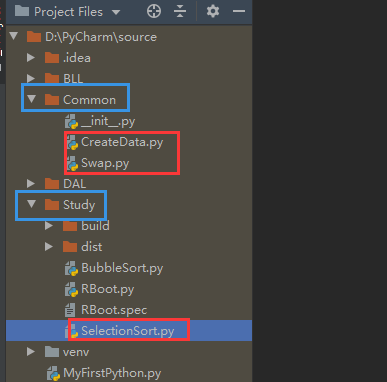 Project Files
D:\PyCharm\source
.idea
BLL
Common
__init__.py
CreateData.py
Swap.py
DAL
Study
build
dist
BubbleSort.py
RBoot.py
RBoot.spec
SelectionSort.py
venv
MyFirstPython.py